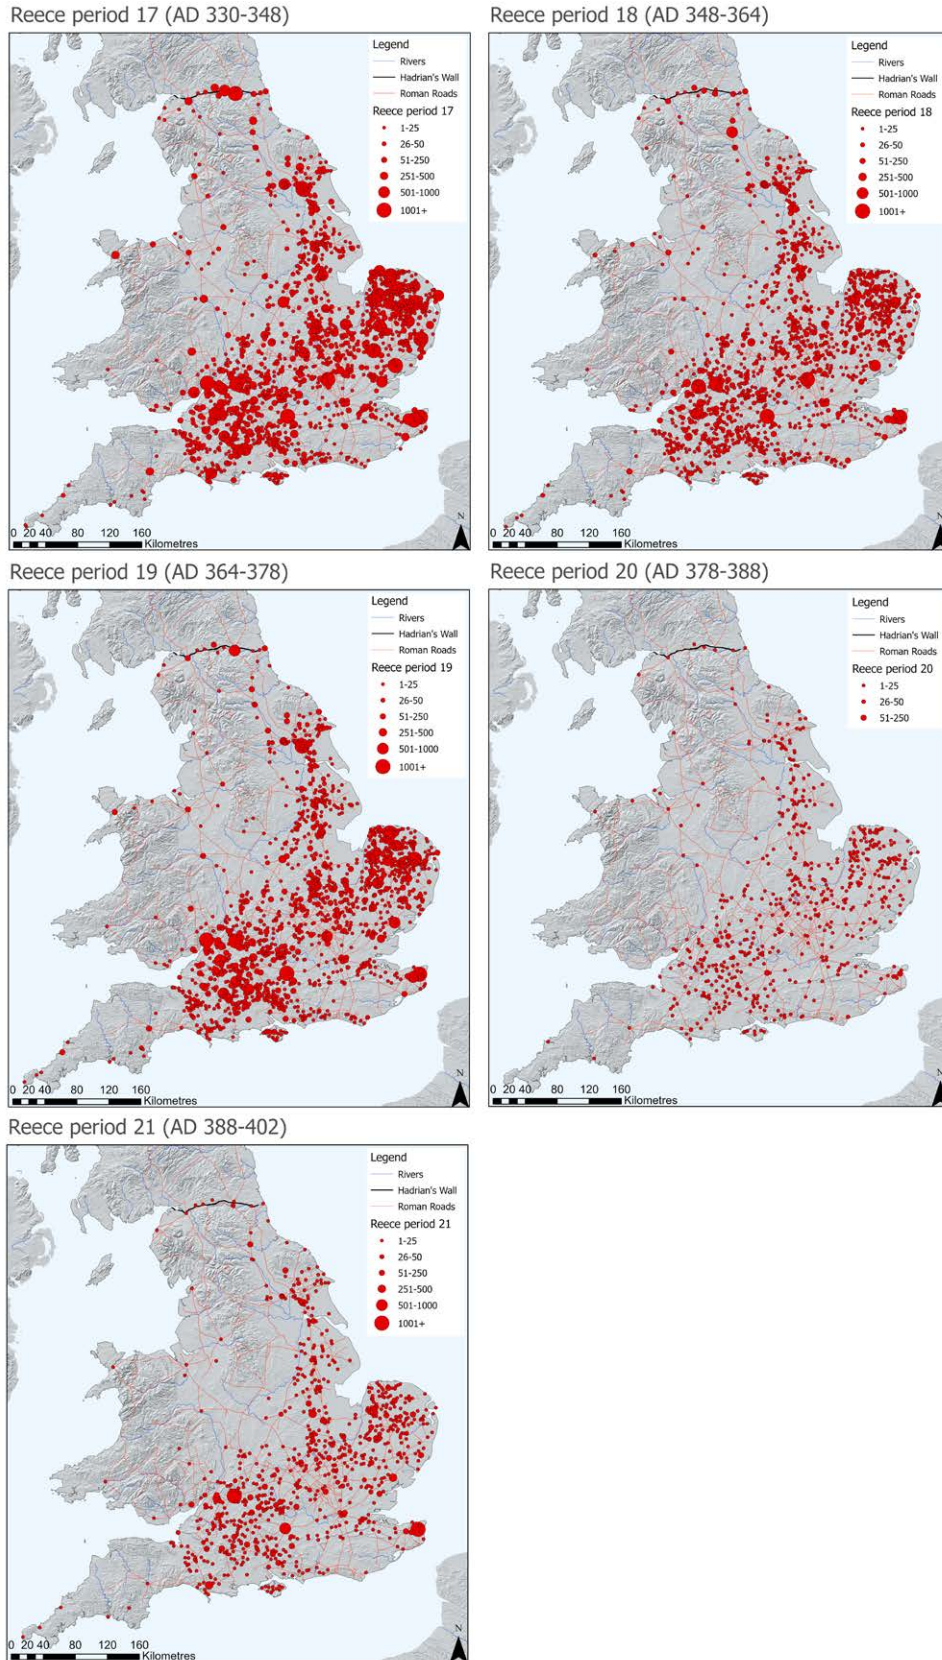 Reece period 17 (AD 330-348)
Legend
Rivers
Hadrian's Wall
Roman Roads
Reece period 17
1-25
26-50
51-250
251-500
501-1000
1001+
N
0 20 40 80 120 160
Kilometres
Reece period 18 (AD 348-364)
Legend
Rivers
Hadrian's Wall
Roman Roads
Reece period 18
1-25
26-50
51-250
251-500
501-1000
1001+
N
0 20 40 80 120 160
Kilometres
Reece period 19 (AD 364-378)
Legend
Rivers
Hadrian's Wall
Roman Roads
Reece period 19
1-25
26-50
51-250
251-500
501-1000
1001+
N
0 20 40 80 120 160
Kilometres
Reece period 20 (AD 378-388)
Legend
Rivers
Hadrian's Wall
Roman Roads
Reece period 20
1-25
26-50
51-250
N
0 20 40 80 120 160
Kilometres
Reece period 21 (AD 388-402)
Legend
Rivers
Hadrian's Wall
Roman Roads
Reece period 21
1-25
26-50
51-250
251-500
501-1000
1001+
N
0 20 40 80 120 160
Kilometres